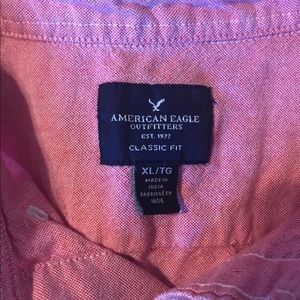 AMERICAN EAGLE
OUTFITTERS
EST. 1977
CLASSIC FIT
XL/TG
MADE IN
INDIA
FABRIQUÉ EN
INDE